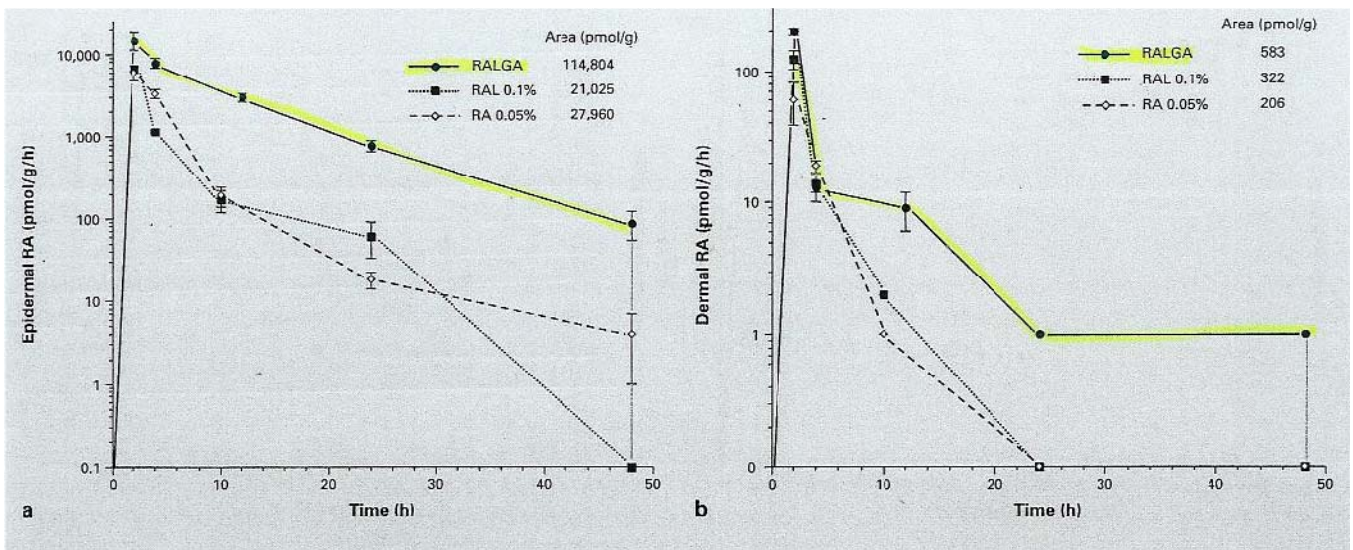 Area (pmol/g)
RALGA 114,804
RAL 0.1% 21,025
RA 0.05% 27,960
Epidermal RA (pmol/g/h)
10,000
1,000
100
10
1
0.1
0 10 20 30 40 50
Time (h)
a
Area (pmol/g)
RALGA 583
RAL 0.1% 322
RA 0.05% 206
Dermal RA (pmol/g/h)
100
10
1
0
0 10 20 30 40 50
Time (h)
b